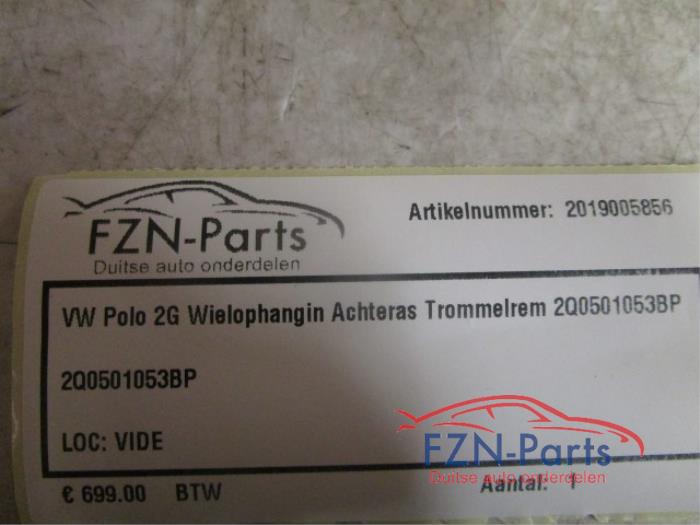 FZN-Parts
Duitse auto onderdelen
Artikelnummer: 2019005856
VW Polo 2G Wielophangin Achteras Trommelrem 2Q0501053BP
2Q0501053BP
LOC: VIDE
FZN-Parts
Duitse auto onderdelen
€ 699.00 BTW
Aantal: 1